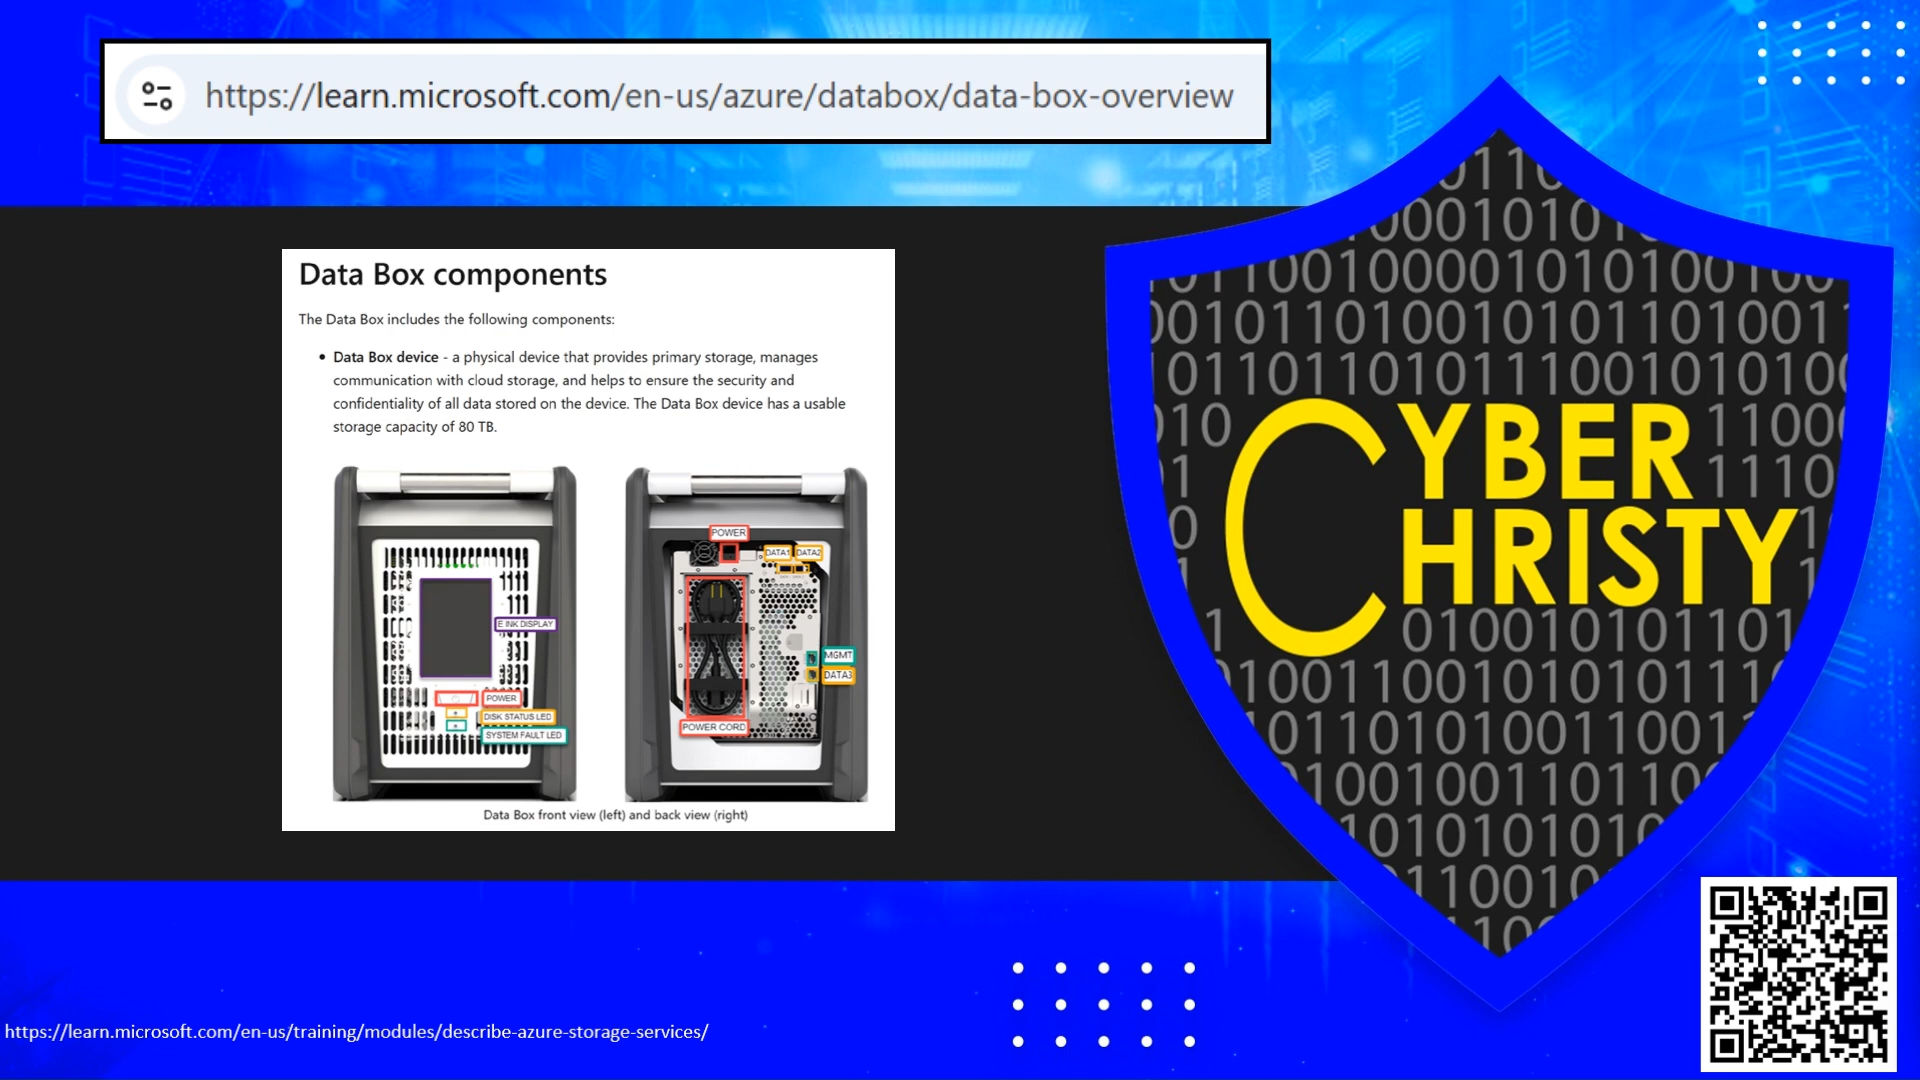 https://learn.microsoft.com/en-us/azure/databox/data-box-overview
Data Box components
The Data Box includes the following components:
• Data Box device - a physical device that provides primary storage, manages
communication with cloud storage, and helps to ensure the security and
confidentiality of all data stored on the device. The Data Box device has a usable
storage capacity of 80 TB.
E INK DISPLAY
POWER
DISK STATUS LED
SYSTEM FAULT LED
POWER
DATA1 DATA2
MGMT
DATA3
POWER CORD
Data Box front view (left) and back view (right)
CYBER
CHRISTY
https://learn.microsoft.com/en-us/training/modules/describe-azure-storage-services/